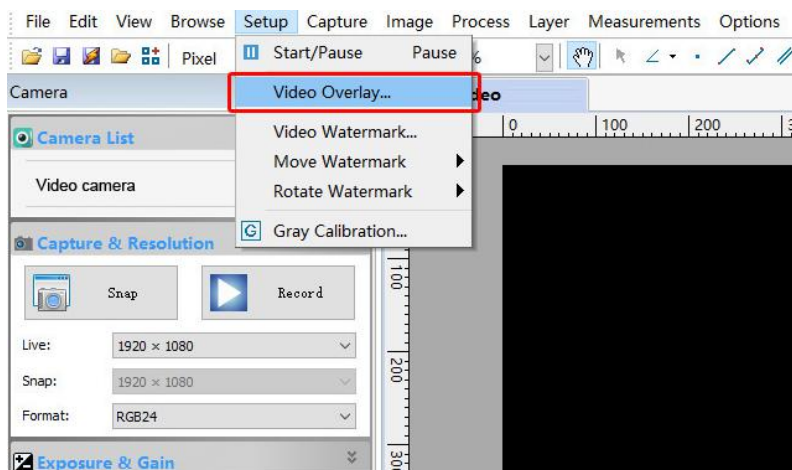 File Edit View Browse Setup Capture Image Process Layer Measurements Options
Pixel
Start/Pause Pause
Camera
Video Overlay...
Video Watermark...
Move Watermark
Rotate Watermark
Gray Calibration...
0 100 200
Camera List
Video camera
Capture & Resolution
Snap
Record
Live: 1920 × 1080
Snap: 1920 × 1080
Format: RGB24
Exposure & Gain
100
200